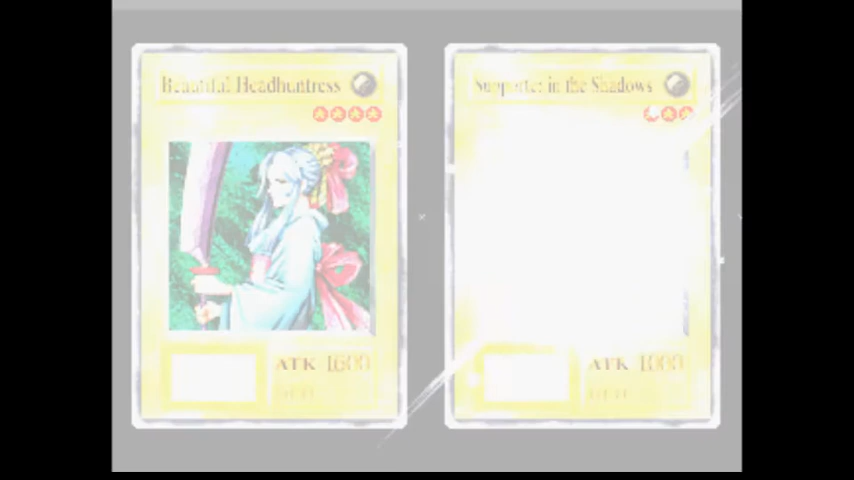 Beautiful Headhuntress
ATK 1600
Supporter in the Shadows
ATK 1000